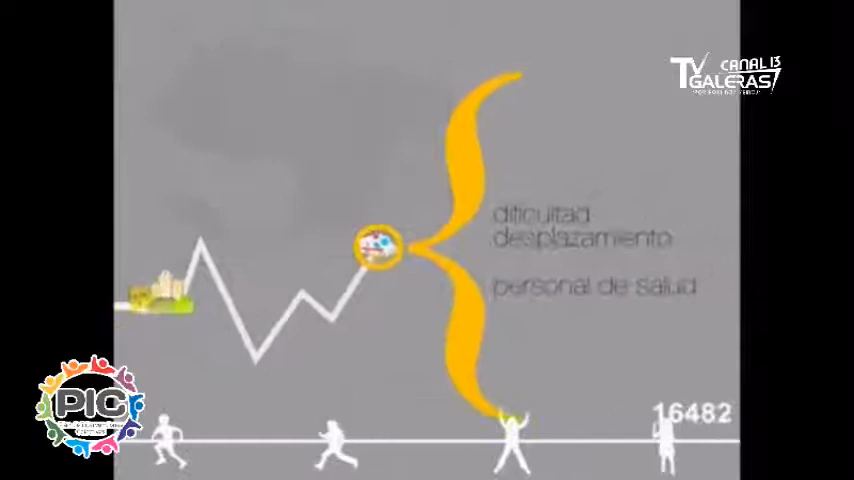 CANAL 13
TV
GALERAS
dificultad
desplazamiento
personal de salud
16482
PIC